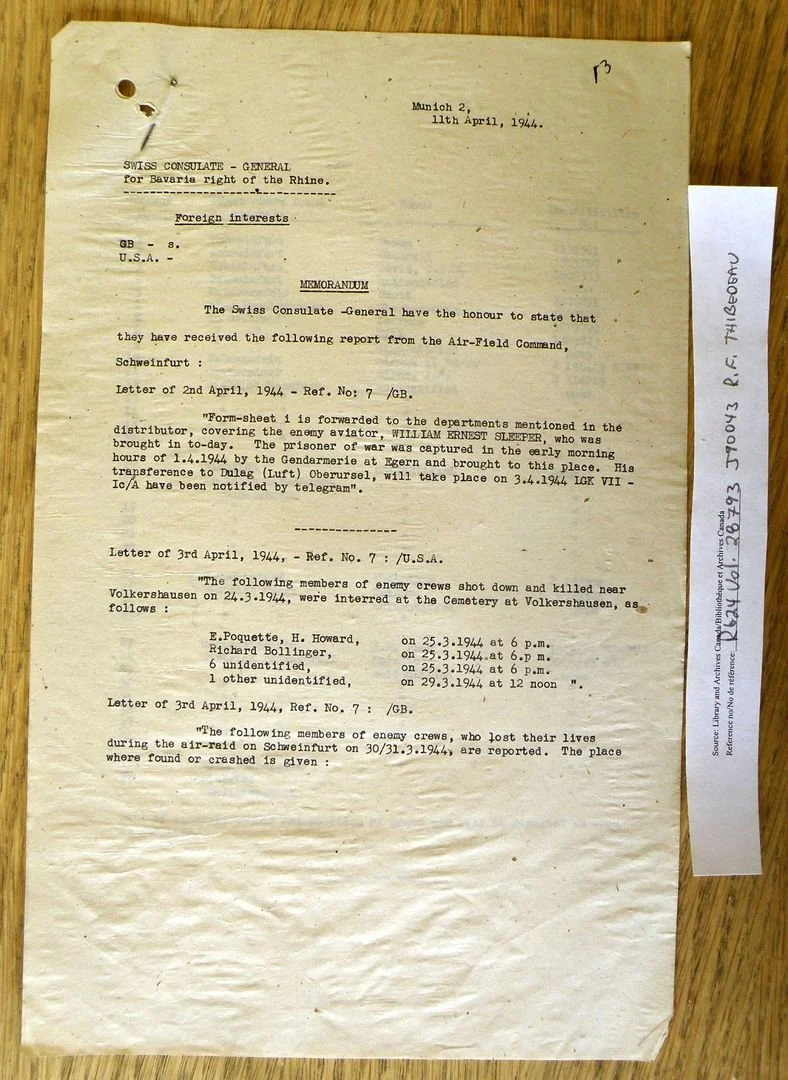 13
Munich 2,
11th April, 1944.
SWISS CONSULATE - GENERAL
for Bavaria right of the Rhine.
Foreign interests
GB - s.
U.S.A. -
MEMORANDUM
The Swiss Consulate -General have the honour to state that
they have received the following report from the Air-Field Command,
Schweinfurt :
Letter of 2nd April, 1944 - Ref. No: 7 /GB.
"Form-sheet i is forwarded to the departments mentioned in the
distributor, covering the enemy aviator, WILLIAM ERNEST SLEEPER, who was
brought in to-day. The prisoner of war was captured in the early morning
hours of 1.4.1944 by the Gendarmerie at Egern and brought to this place. His
transference to Dulag (Luft) Oberursel, will take place on 3.4.1944 LGK VII -
Ic/A have been notified by telegram".
Letter of 3rd April, 1944, - Ref. No. 7 : /U.S.A.
"The following members of enemy crews shot down and killed near
Volkershausen on 24.3.1944, were interred at the Cemetery at Volkershausen, as
follows :
E.Poquette, H. Howard, on 25.3.1944 at 6 p.m.
Richard Bollinger, on 25.3.1944 at 6.p m.
6 unidentified, on 25.3.1944 at 6 p.m.
1 other unidentified, on 29.3.1944 at 12 noon ".
Letter of 3rd April, 1944, Ref. No. 7 : /GB.
"The following members of enemy crews, who lost their lives
during the air-raid on Schweinfurt on 30/31.3.1944, are reported. The place
where found or crashed is given :
Source: Library and Archives Canada/Bibliothèque et Archives Canada
Reference no/No de référence: R624 Vol. 28793 J90043 R.F. THIBEDEAU